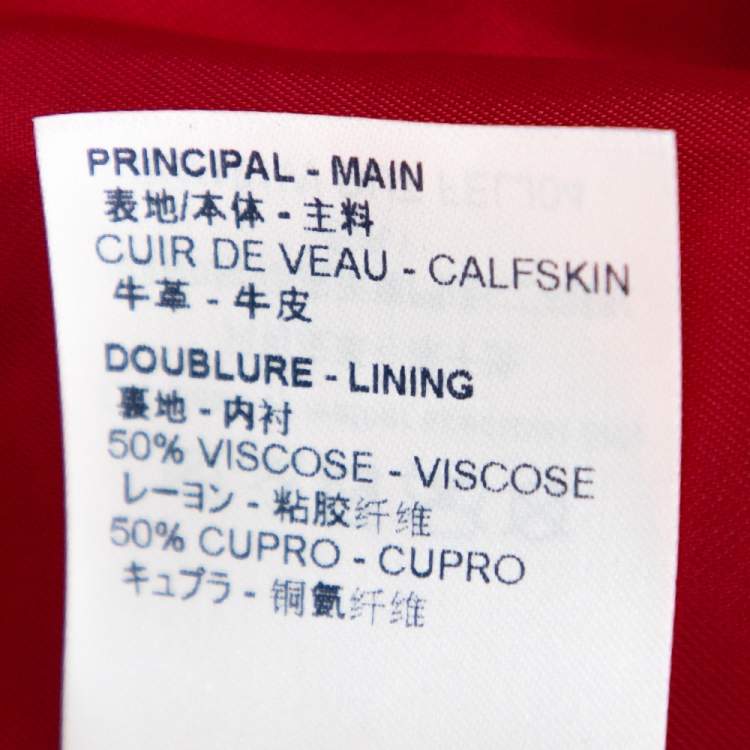 PRINCIPAL - MAIN
表地/本体 - 主料
CUIR DE VEAU - CALFSKIN
牛革 - 牛皮
DOUBLURE - LINING
裏地 - 内衬
50% VISCOSE - VISCOSE
レーヨン - 粘胶纤维
50% CUPRO - CUPRO
キュプラ - 铜氨纤维